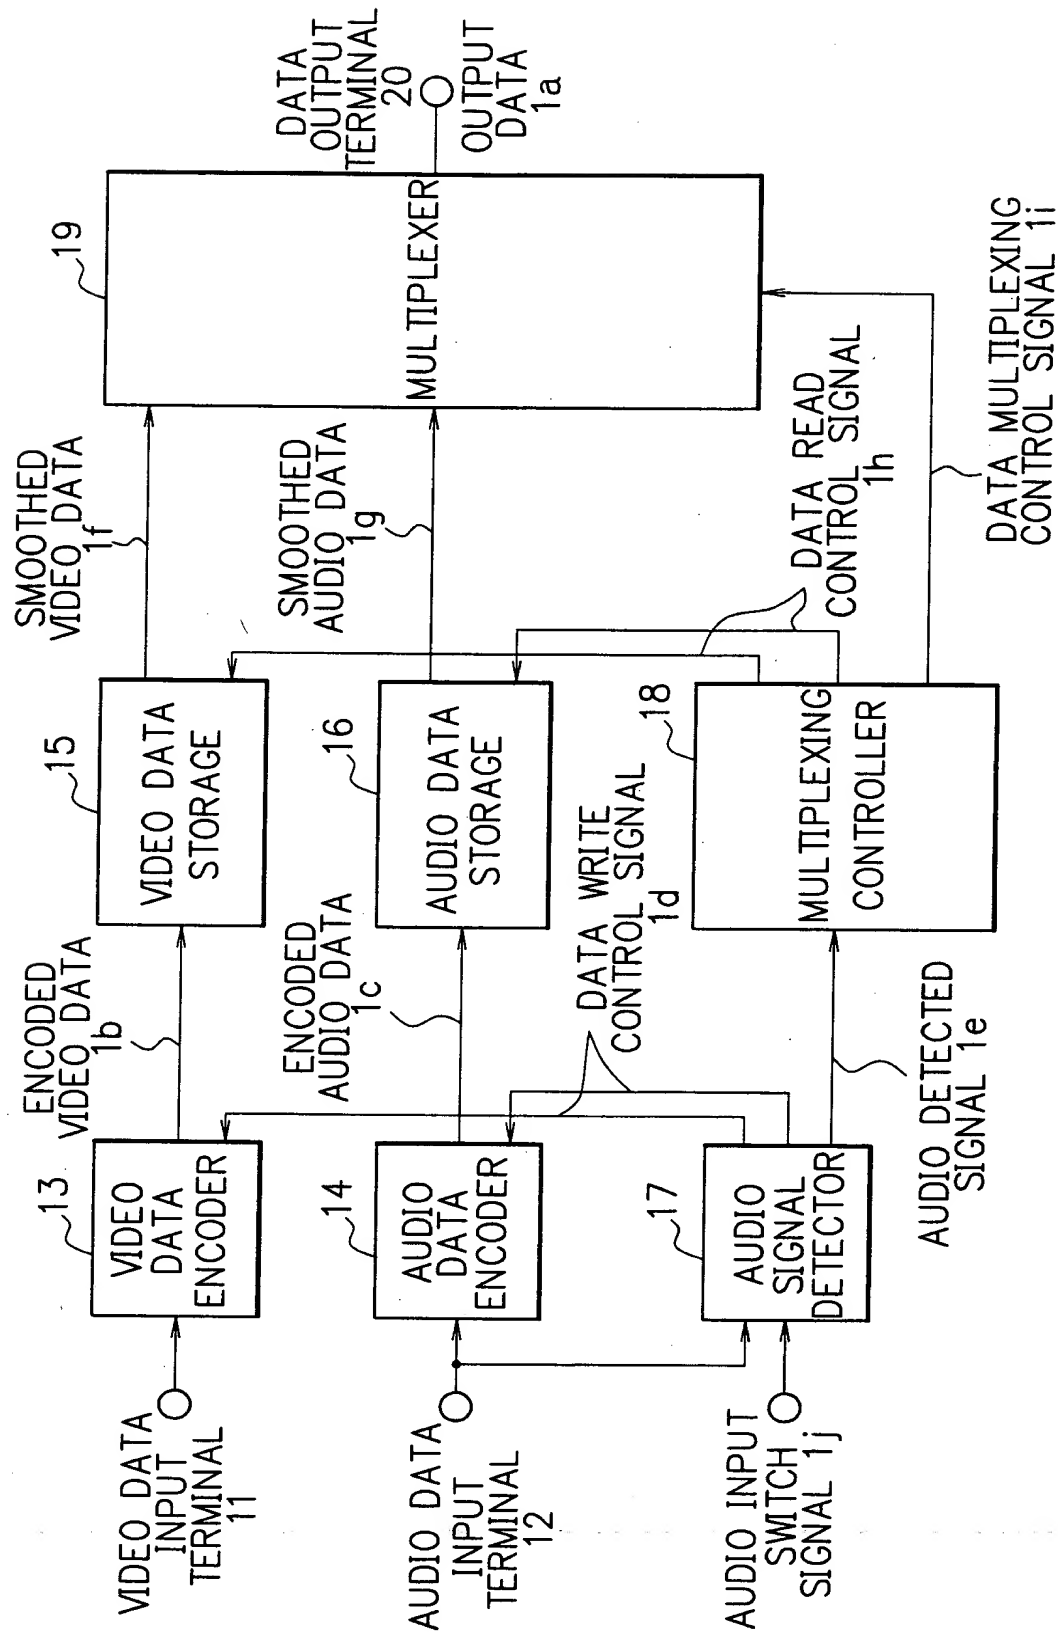 VIDEO DATA
INPUT
TERMINAL
11
13
VIDEO
DATA
ENCODER
ENCODED
VIDEO DATA
1b
15
VIDEO DATA
STORAGE
SMOOTHED
VIDEO DATA
1f
19
MULTIPLEXER
DATA
OUTPUT
TERMINAL
20
OUTPUT
DATA
1a
AUDIO DATA
INPUT
TERMINAL
12
14
AUDIO
DATA
ENCODER
ENCODED
AUDIO DATA
1c
16
AUDIO DATA
STORAGE
SMOOTHED
AUDIO DATA
1g
AUDIO INPUT
SWITCH
SIGNAL 1j
17
AUDIO
SIGNAL
DETECTOR
DATA WRITE
CONTROL SIGNAL
1d
18
MULTIPLEXING
CONTROLLER
DATA READ
CONTROL SIGNAL
1h
AUDIO DETECTED
SIGNAL 1e
DATA MULTIPLEXING
CONTROL SIGNAL 1i